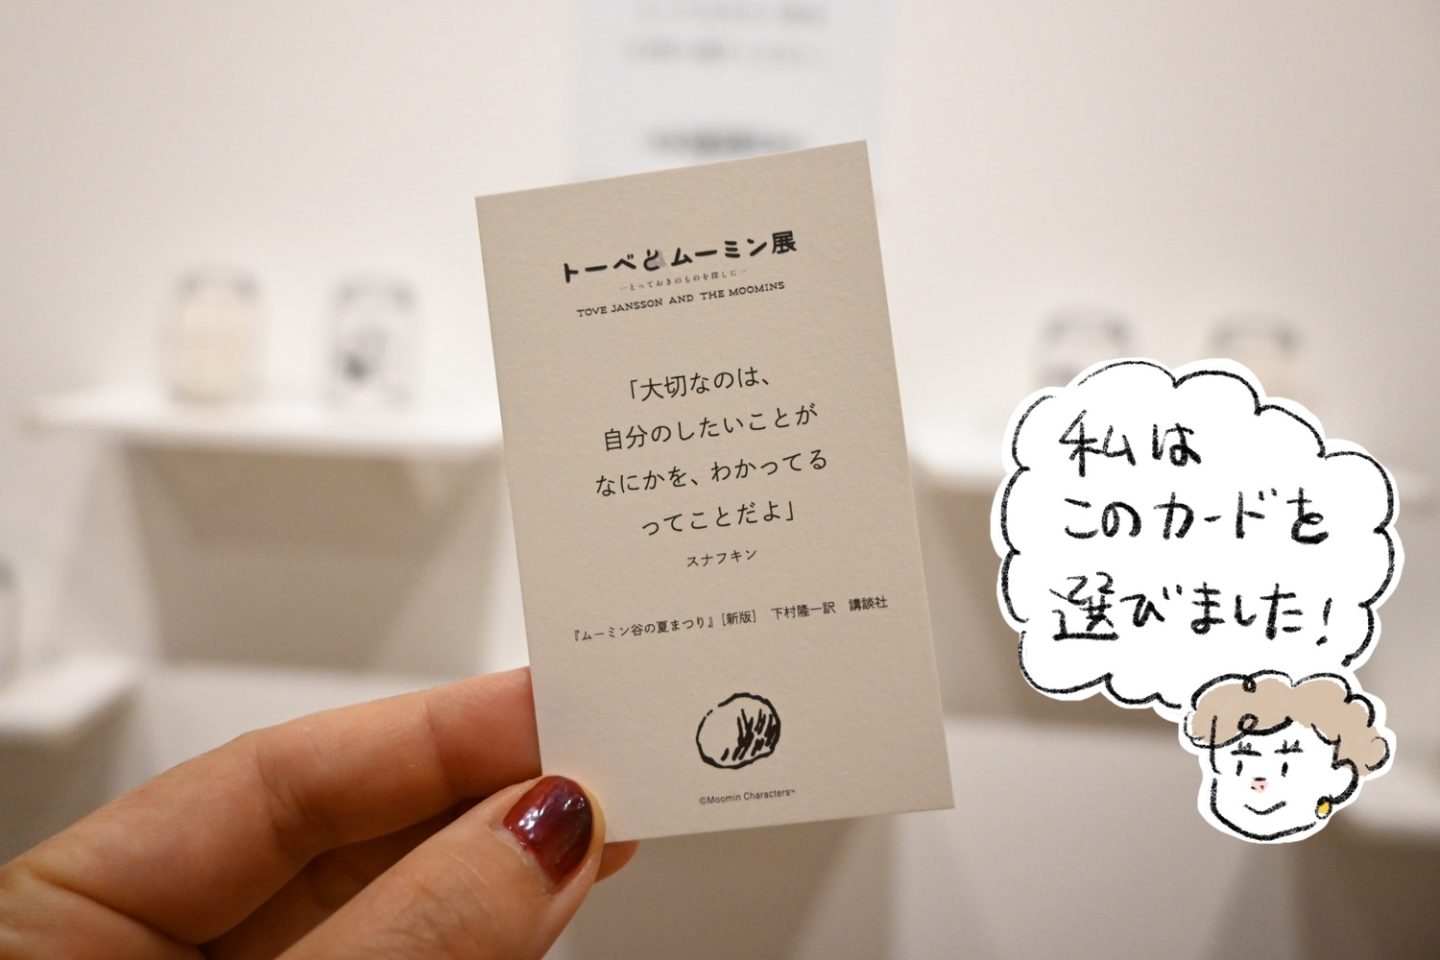 トーベとムーミン展
―とっておきのものを探しに―
TOVE JANSSON AND THE MOOMINS
「大切なのは、
自分のしたいことが
なにかを、わかってる
ってことだよ」
スナフキン
『ムーミン谷の夏まつり』[新版] 下村隆一訳 講談社
©Moomin Characters™
私は
このカードを
選びました!